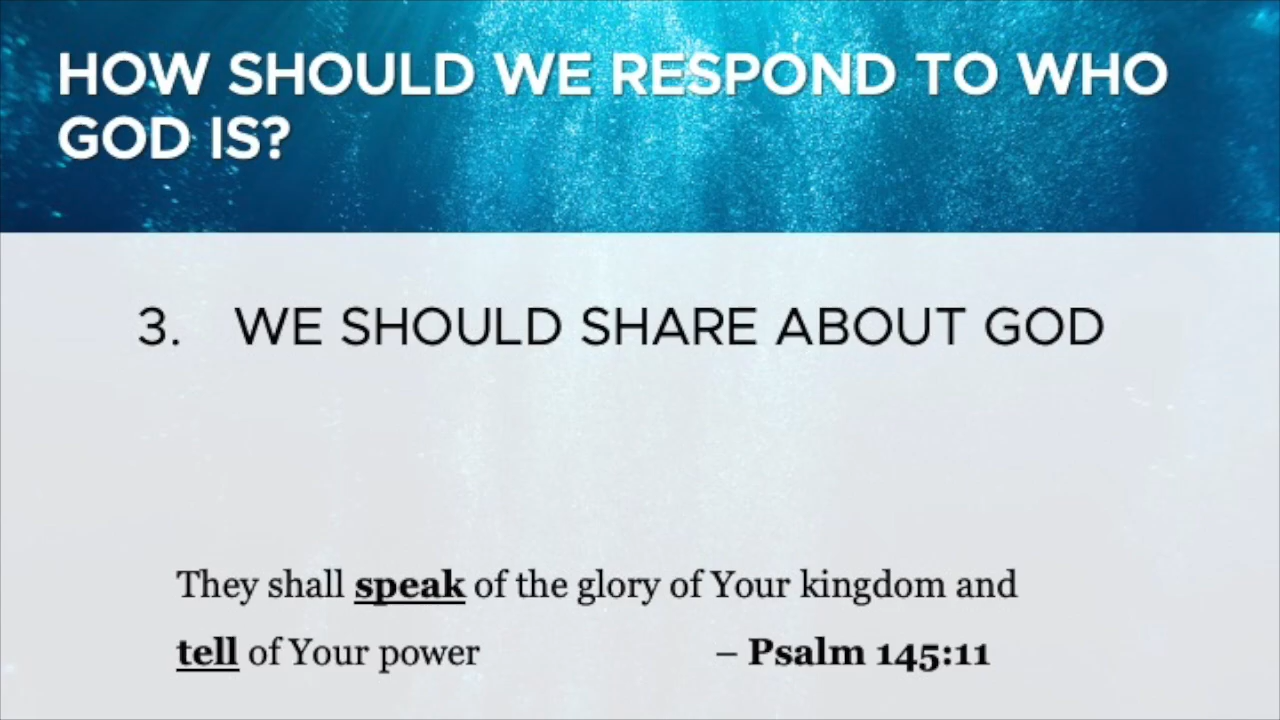 HOW SHOULD WE RESPOND TO WHO
GOD IS?
3. WE SHOULD SHARE ABOUT GOD
They shall speak of the glory of Your kingdom and
tell of Your power – Psalm 145:11